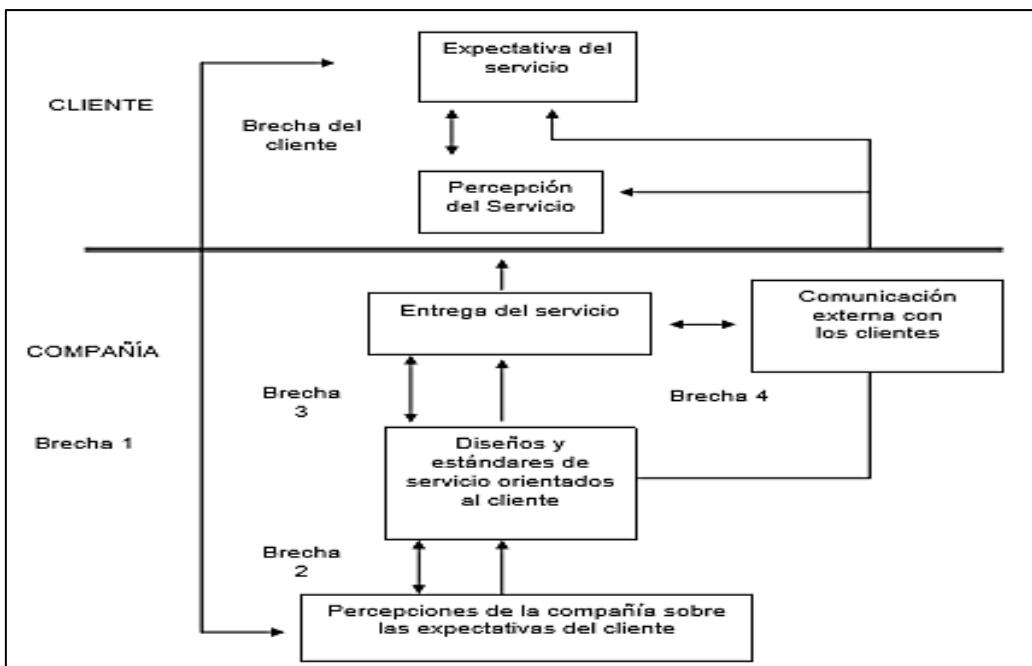 Expectativa del
servicio
CLIENTE
Brecha del
cliente
Percepción
del Servicio
Entrega del servicio
Comunicación
externa con
los clientes
COMPAÑÍA
Brecha
3
Brecha 4
Brecha 1
Diseños y
estándares de
servicio orientados
al cliente
Brecha
2
Percepciones de la compañía sobre
las expectativas del cliente